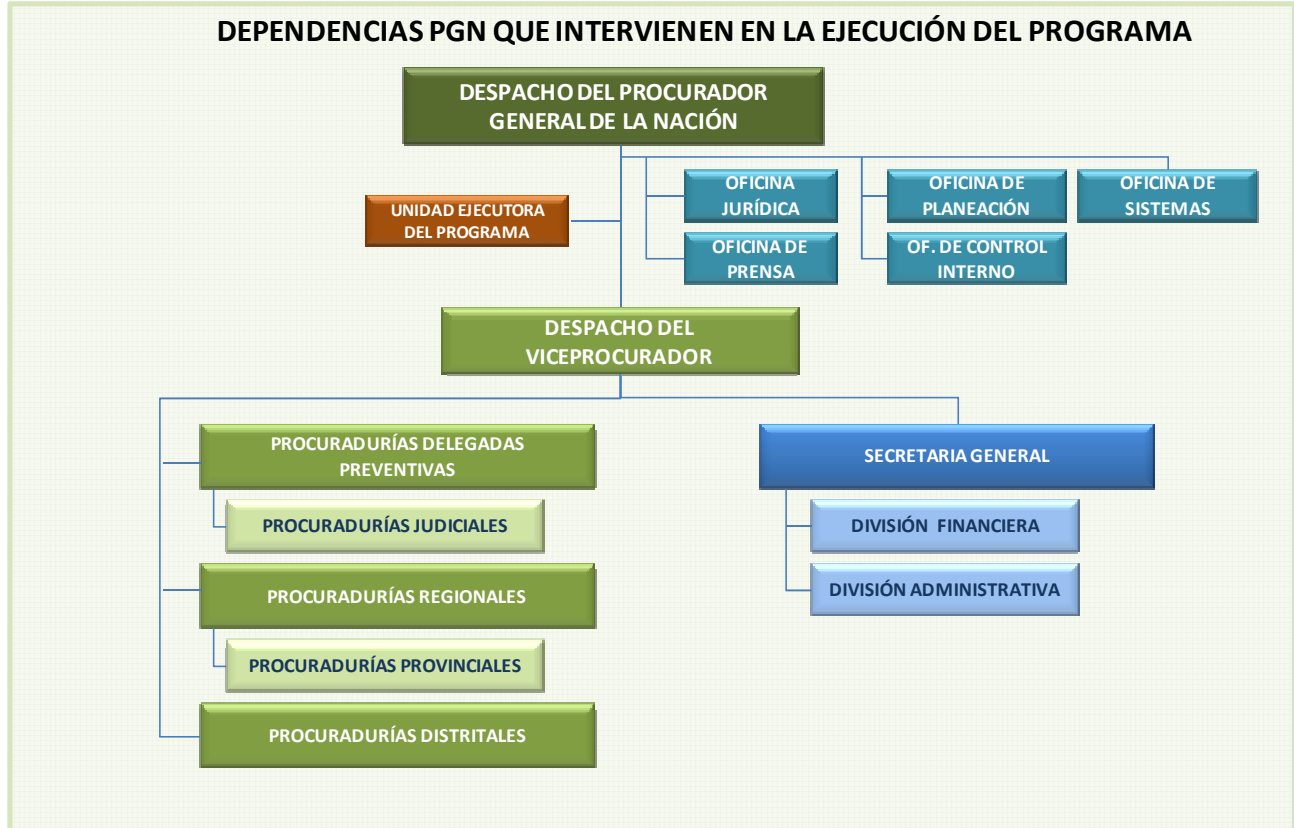 DEPENDENCIAS PGN QUE INTERVIENEN EN LA EJECUCIÓN DEL PROGRAMA
DESPACHO DEL PROCURADOR
GENERAL DE LA NACIÓN
UNIDAD EJECUTORA
DEL PROGRAMA
OFICINA
JURÍDICA
OFICINA DE
PLANEACIÓN
OFICINA DE
SISTEMAS
OFICINA DE
PRENSA
OF. DE CONTROL
INTERNO
DESPACHO DEL
VICEPROCURADOR
PROCURADURÍAS DELEGADAS
PREVENTIVAS
PROCURADURÍAS JUDICIALES
PROCURADURÍAS REGIONALES
PROCURADURÍAS PROVINCIALES
PROCURADURÍAS DISTRITALES
SECRETARIA GENERAL
DIVISIÓN FINANCIERA
DIVISIÓN ADMINISTRATIVA